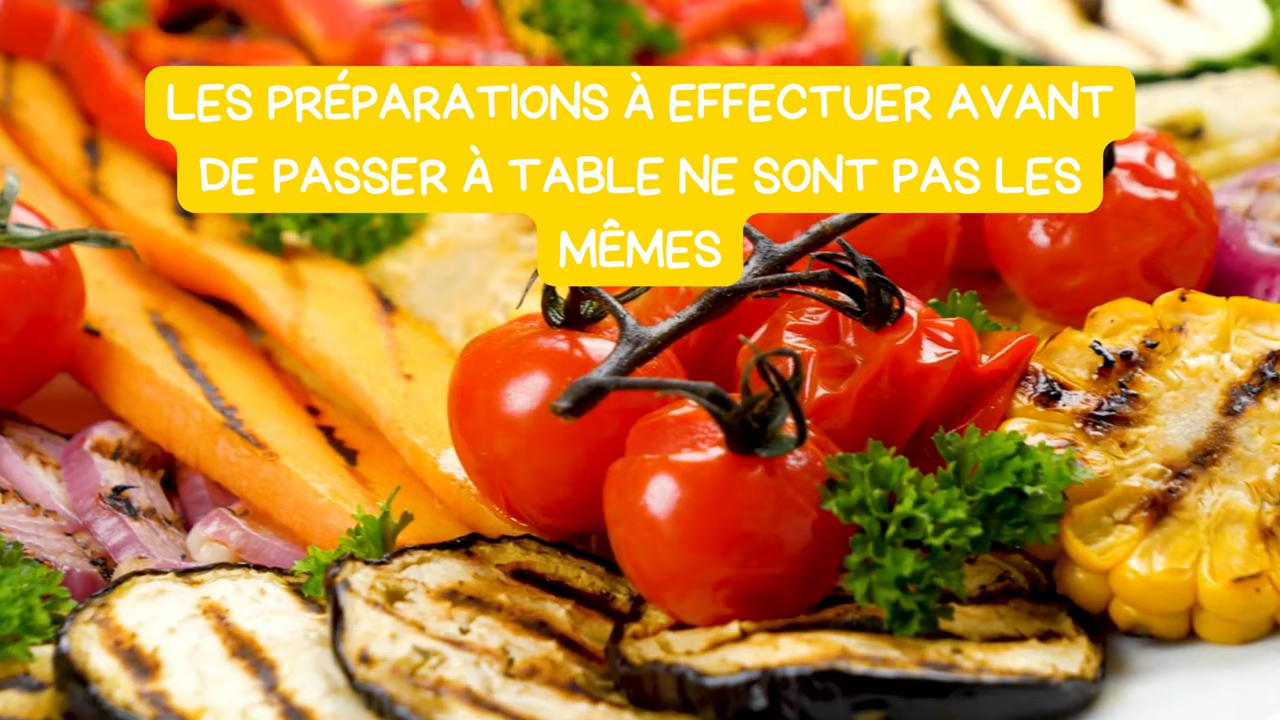 LES PRÉPARATIONS À EFFECTUER AVANT
DE PASSER À TABLE NE SONT PAS LES
MÊMES